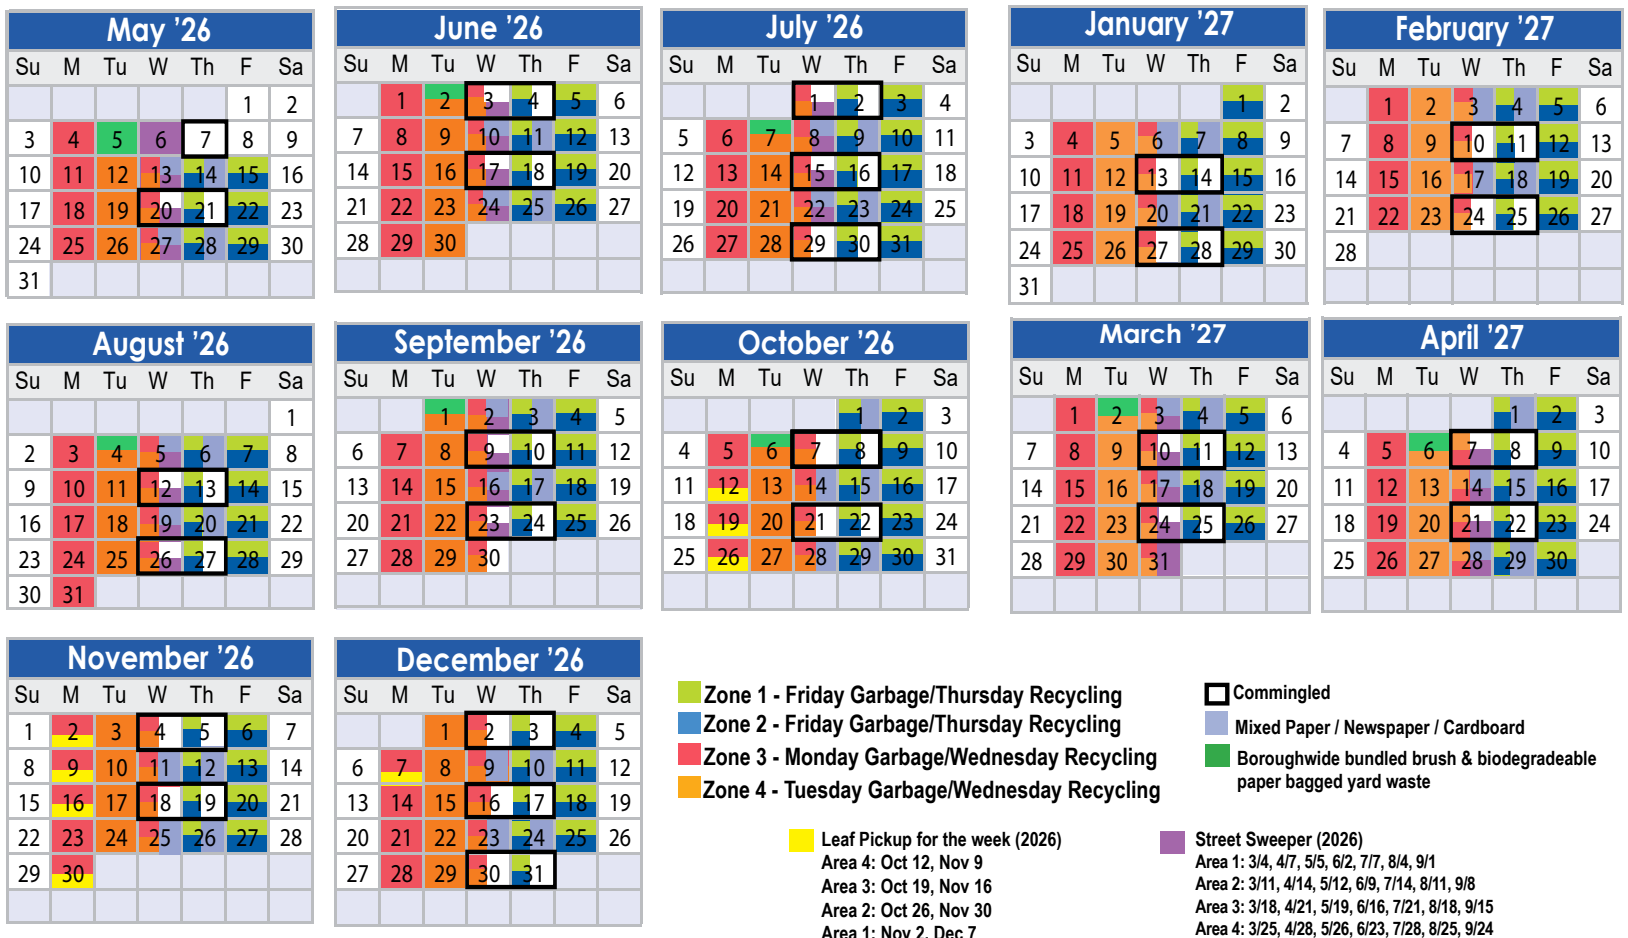 May ’26
Su M Tu W Th F Sa
1 2
3 4 5 6 7 8 9
10 11 12 13 14 15 16
17 18 19 20 21 22 23
24 25 26 27 28 29 30
31
June ’26
Su M Tu W Th F Sa
1 2 3 4 5 6
7 8 9 10 11 12 13
14 15 16 17 18 19 20
21 22 23 24 25 26 27
28 29 30
July ’26
Su M Tu W Th F Sa
1 2 3 4
5 6 7 8 9 10 11
12 13 14 15 16 17 18
19 20 21 22 23 24 25
26 27 28 29 30 31
January ’27
Su M Tu W Th F Sa
1 2
3 4 5 6 7 8 9
10 11 12 13 14 15 16
17 18 19 20 21 22 23
24 25 26 27 28 29 30
31
February ’27
Su M Tu W Th F Sa
1 2 3 4 5 6
7 8 9 10 11 12 13
14 15 16 17 18 19 20
21 22 23 24 25 26 27
28
August ’26
Su M Tu W Th F Sa
1
2 3 4 5 6 7 8
9 10 11 12 13 14 15
16 17 18 19 20 21 22
23 24 25 26 27 28 29
30 31
September ’26
Su M Tu W Th F Sa
1 2 3 4 5
6 7 8 9 10 11 12
13 14 15 16 17 18 19
20 21 22 23 24 25 26
27 28 29 30
October ’26
Su M Tu W Th F Sa
1 2 3
4 5 6 7 8 9 10
11 12 13 14 15 16 17
18 19 20 21 22 23 24
25 26 27 28 29 30 31
March ’27
Su M Tu W Th F Sa
1 2 3 4 5 6
7 8 9 10 11 12 13
14 15 16 17 18 19 20
21 22 23 24 25 26 27
28 29 30 31
April ’27
Su M Tu W Th F Sa
1 2 3
4 5 6 7 8 9 10
11 12 13 14 15 16 17
18 19 20 21 22 23 24
25 26 27 28 29 30
November ’26
Su M Tu W Th F Sa
1 2 3 4 5 6 7
8 9 10 11 12 13 14
15 16 17 18 19 20 21
22 23 24 25 26 27 28
29 30
December ’26
Su M Tu W Th F Sa
1 2 3 4 5
6 7 8 9 10 11 12
13 14 15 16 17 18 19
20 21 22 23 24 25 26
27 28 29 30 31
Zone 1 - Friday Garbage/Thursday Recycling
Zone 2 - Friday Garbage/Thursday Recycling
Zone 3 - Monday Garbage/Wednesday Recycling
Zone 4 - Tuesday Garbage/Wednesday Recycling
Commingled
Mixed Paper / Newspaper / Cardboard
Boroughwide bundled brush & biodegradeable
paper bagged yard waste
Leaf Pickup for the week (2026)
Area 4: Oct 12, Nov 9
Area 3: Oct 19, Nov 16
Area 2: Oct 26, Nov 30
Area 1: Nov 2, Dec 7
Street Sweeper (2026)
Area 1: 3/4, 4/7, 5/5, 6/2, 7/7, 8/4, 9/1
Area 2: 3/11, 4/14, 5/12, 6/9, 7/14, 8/11, 9/8
Area 3: 3/18, 4/21, 5/19, 6/16, 7/21, 8/18, 9/15
Area 4: 3/25, 4/28, 5/26, 6/23, 7/28, 8/25, 9/24